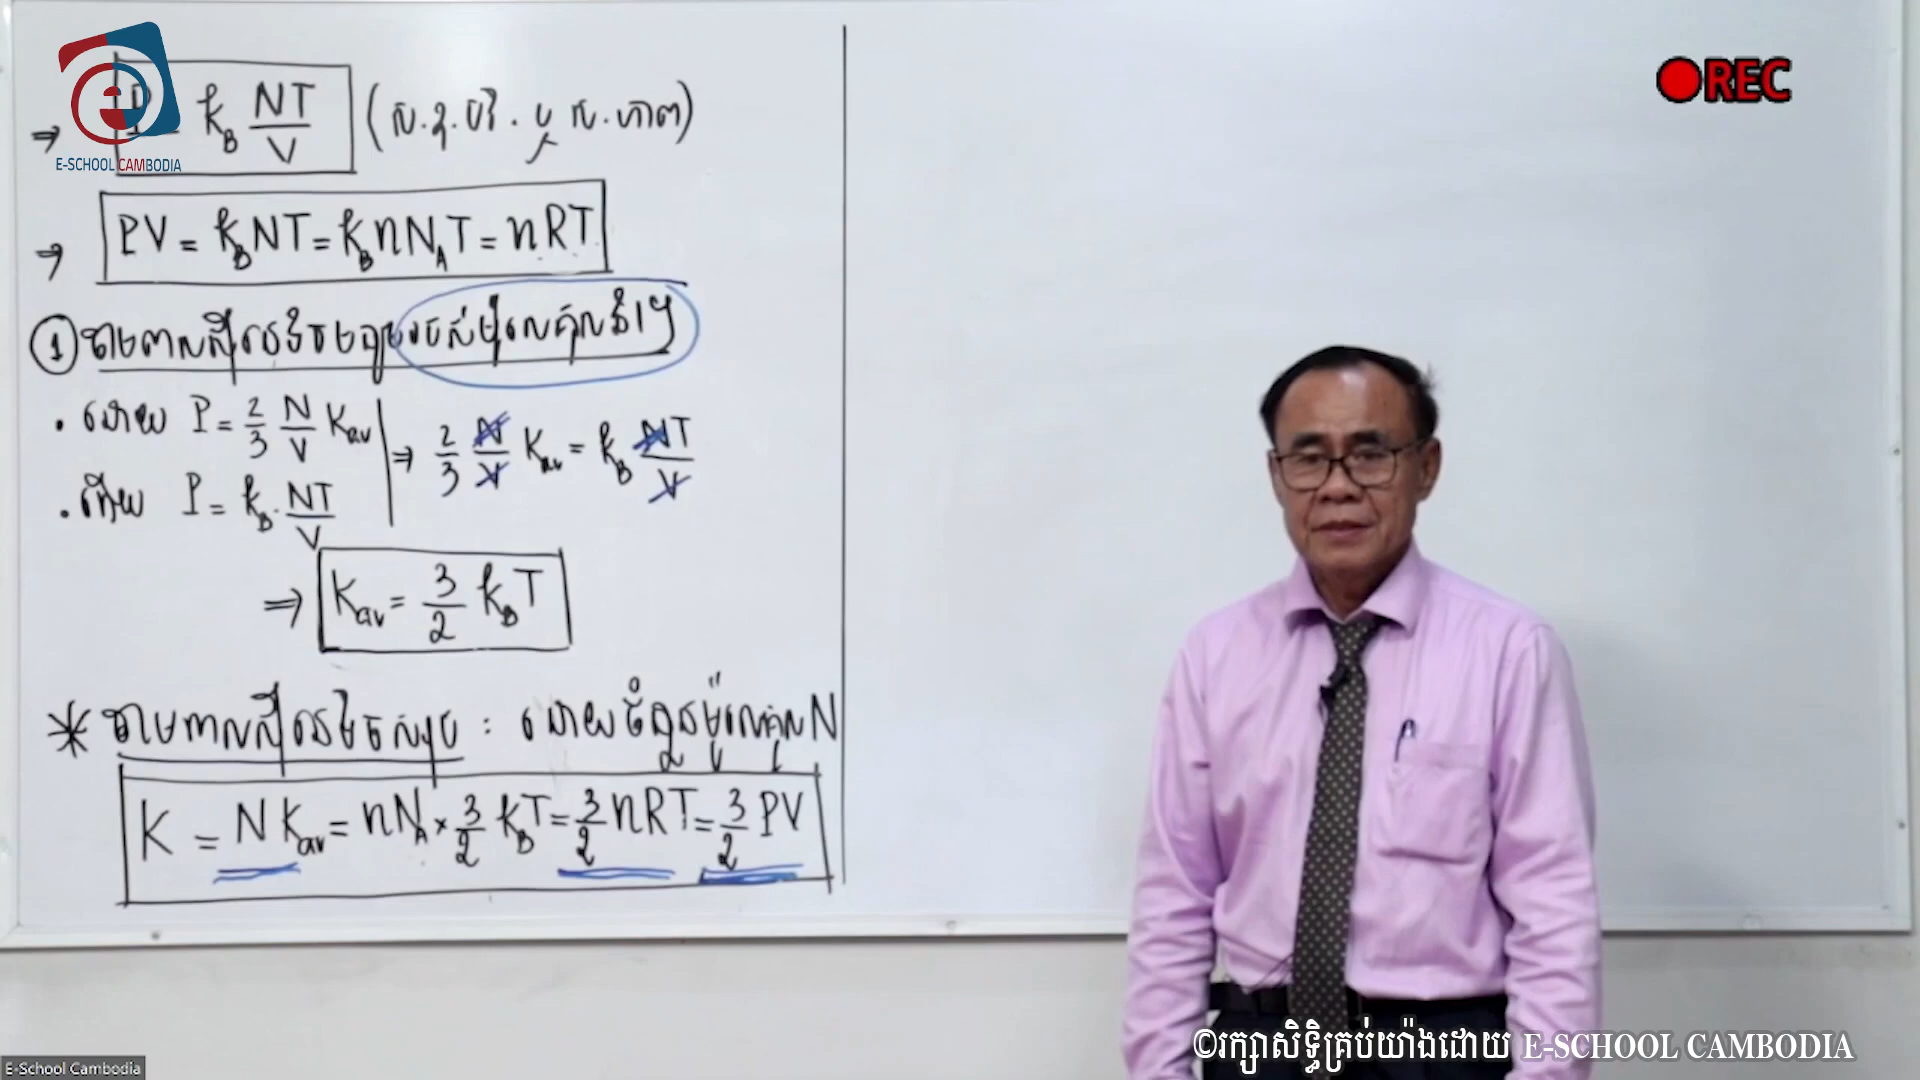 E-SCHOOL CAMBODIA
REC
⇒ k_B NT/V (ស.
⇒ PV = k_B NT = k_B nN_A T = nRT
① តាមពលស៊ីនេទិចមធ្យមរបស់ម៉ូលេគុលនីមួយៗ
. ដោយ P = 2/3 N/V K_av
. ហើយ P = k_B . NT/V
⇒ 2/3 N/V K_av = k_B NT/V
⇒ K_av = 3/2 k_B T
* ស៊ីនេទិចសរុប : ដោយចំនួនម៉ូលេគុល N
K = N K_av = nN_A × 3/2 k_B T = 3/2 nRT = 3/2 PV
©រក្សាសិទ្ធិគ្រប់យ៉ាងដោយ E-SCHOOL CAMBODIA
E-School Cambodia